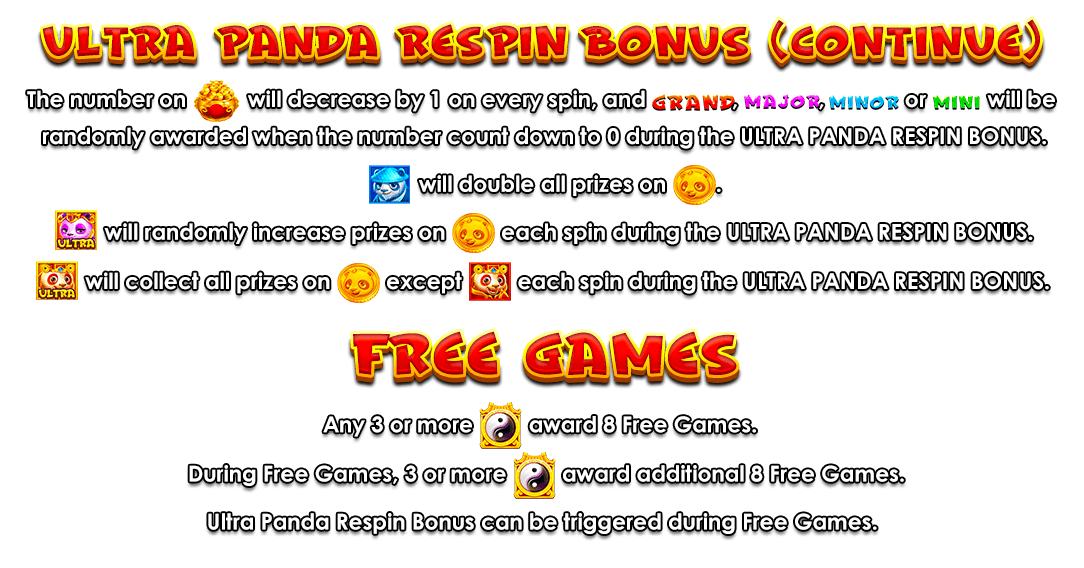 ULTRA PANDA RESPIN BONUS (CONTINUE)
The number on will decrease by 1 on every spin, and GRAND, MAJOR, MINOR or MINI will be
randomly awarded when the number count down to 0 during the ULTRA PANDA RESPIN BONUS.
will double all prizes on .
ULTRA will randomly increase prizes on each spin during the ULTRA PANDA RESPIN BONUS.
ULTRA will collect all prizes on except each spin during the ULTRA PANDA RESPIN BONUS.
FREE GAMES
Any 3 or more award 8 Free Games.
During Free Games, 3 or more award additional 8 Free Games.
Ultra Panda Respin Bonus can be triggered during Free Games.